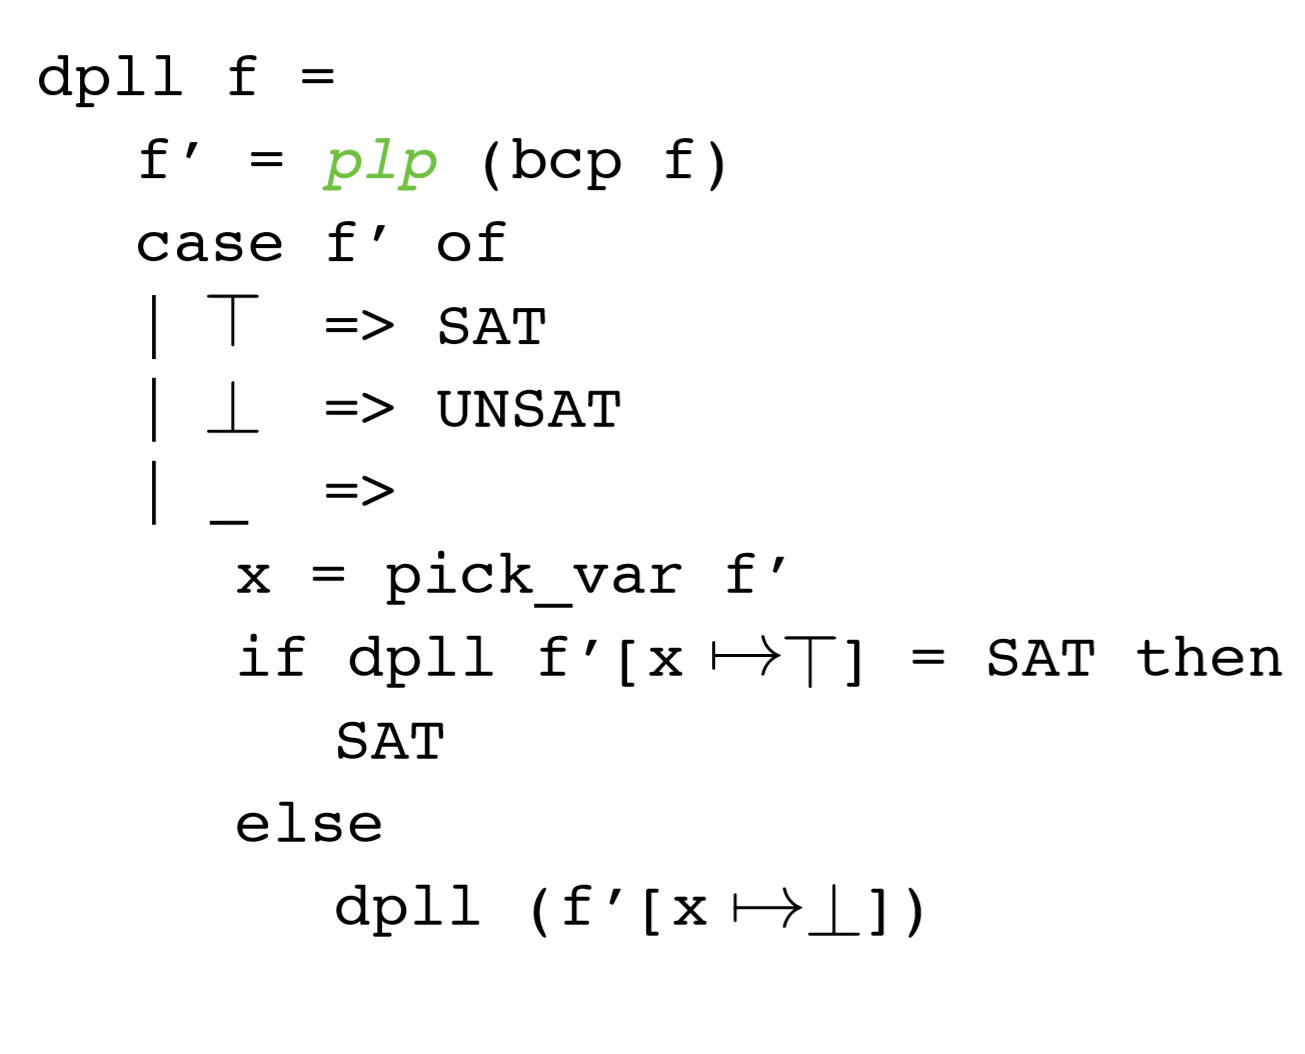 dpll f =
f′ = plp (bcp f)
case f′ of
| ⊤ => SAT
| ⊥ => UNSAT
| _ =>
x = pick_var f′
if dpll f′[x ↦⊤] = SAT then
SAT
else
dpll (f′[x ↦⊥])